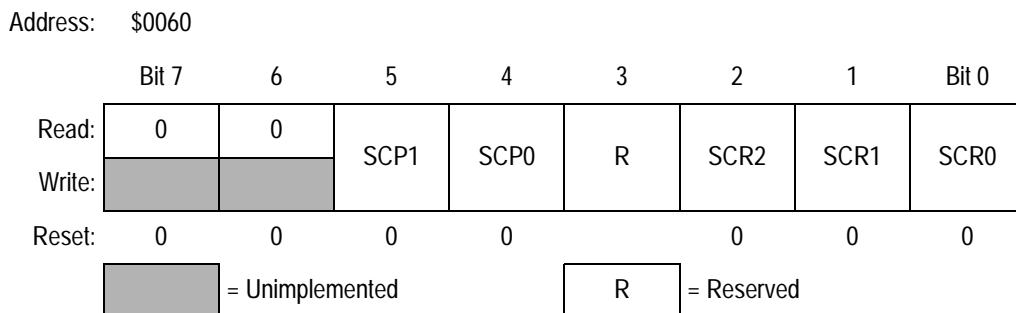 Address: $0060
Bit 7 6 5 4 3 2 1 Bit 0
Read: 0 0 SCP1 SCP0 R SCR2 SCR1 SCR0
Write:
Reset: 0 0 0 0 0 0 0
= Unimplemented R = Reserved